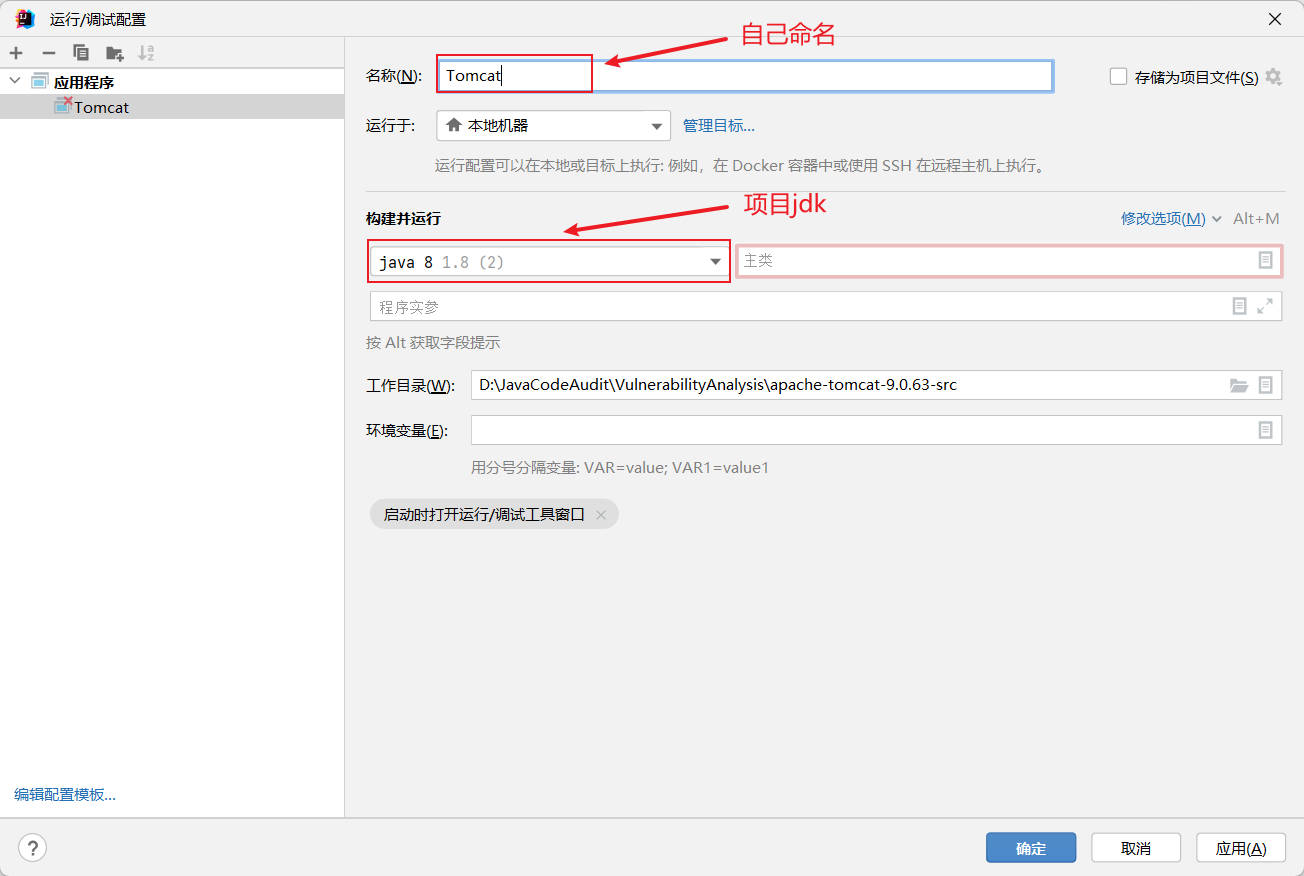 运行/调试配置
自己命名
应用程序
Tomcat
编辑配置模板...
名称(N):
Tomcat
存储为项目文件(S)
运行于:
本地机器
管理目标...
运行配置可以在本地或目标上执行: 例如，在 Docker 容器中或使用 SSH 在远程主机上执行。
项目jdk
构建并运行
修改选项(M)
Alt+M
java 8 1.8 (2)
主类
程序实参
按 Alt 获取字段提示
工作目录(W):
D:\JavaCodeAudit\VulnerabilityAnalysis\apache-tomcat-9.0.63-src
环境变量(E):
用分号分隔变量: VAR=value; VAR1=value1
启动时打开运行/调试工具窗口
?
确定
取消
应用(A)